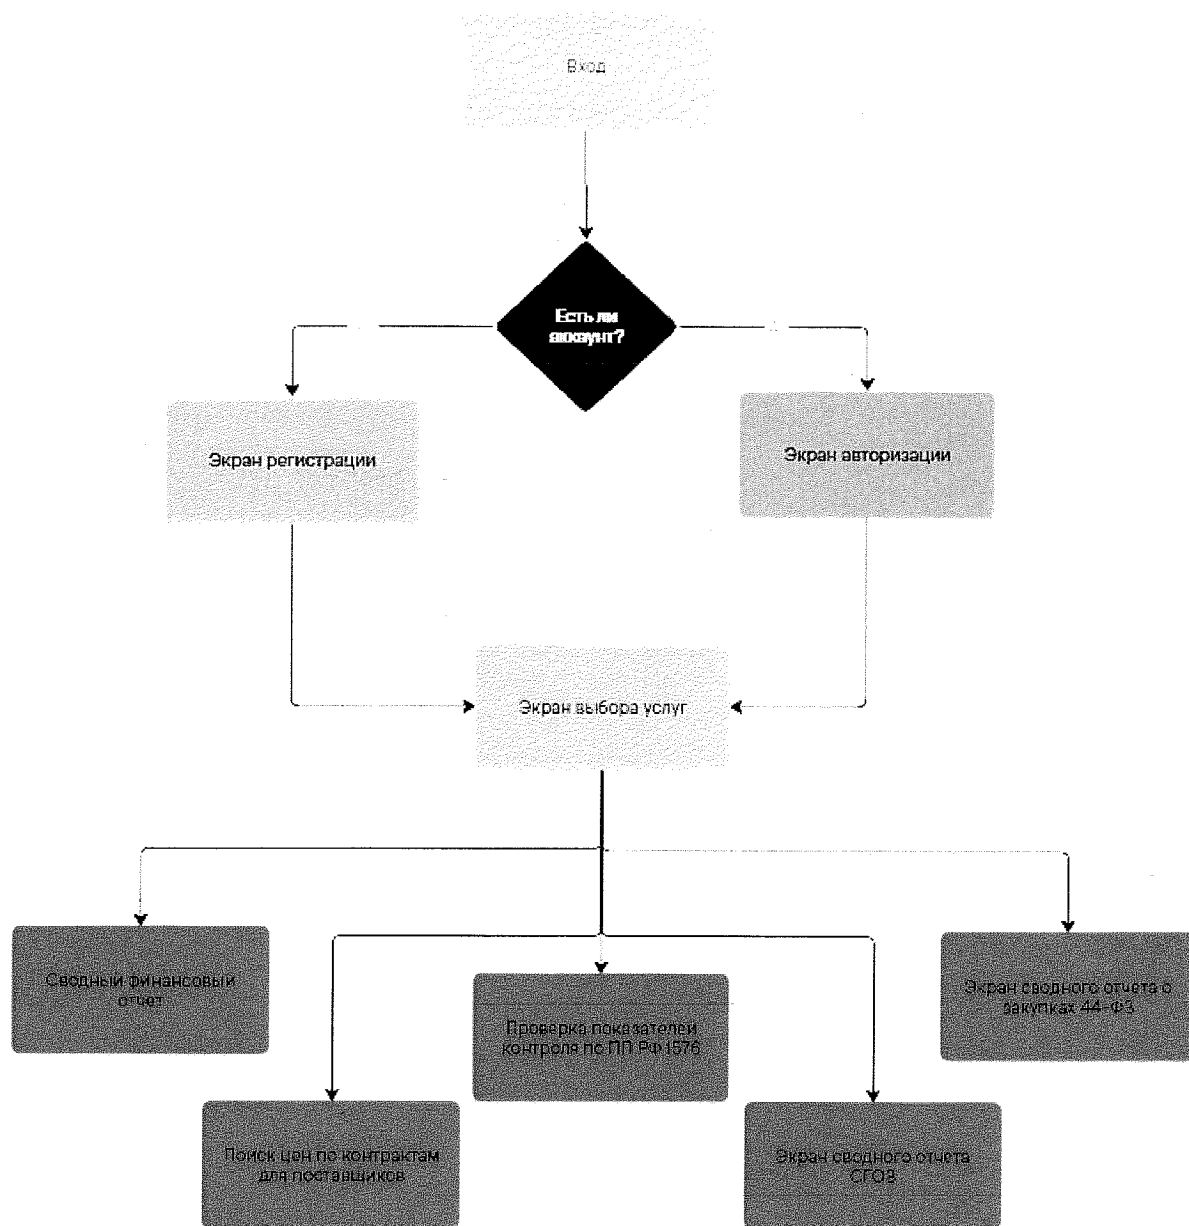 Вход
Есть ли
аккаунт?
Экран регистрации
Экран авторизации
Экран выбора услуг
Сводный финансовый
отчет
Экран сводного отчета о
закупках 44-ФЗ
Проверка показателей
контроля по ПП РФ 1576
Поиск цен по контрактам
для поставщиков
Экран сводного отчета
СГОЗ